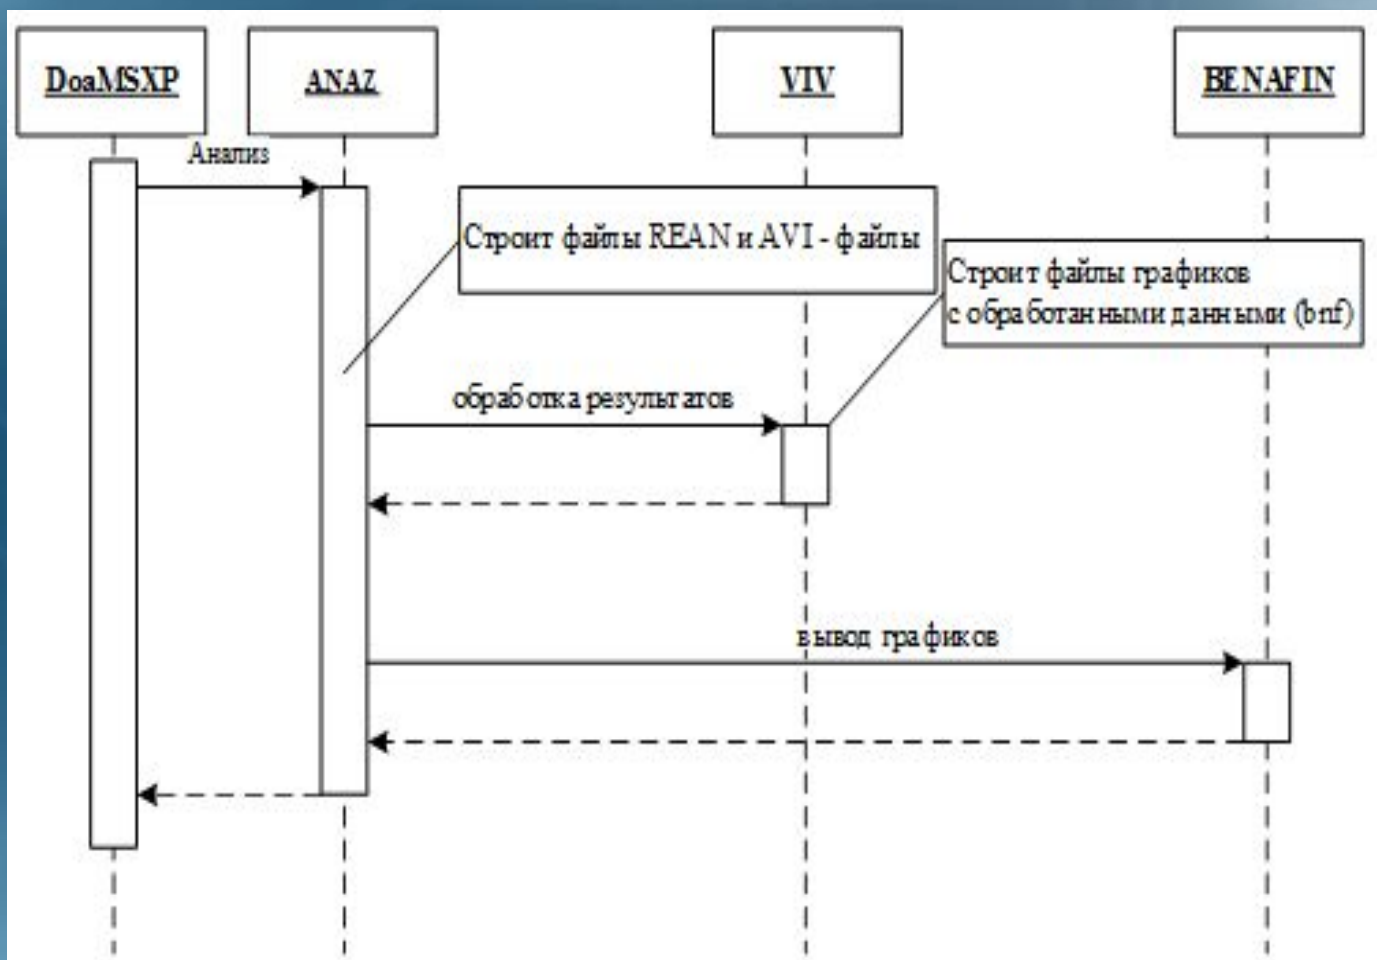 DoaMSXP
ANAZ
VIV
BENAFIN
Анализ
Строит файлы REAN и AVI - файлы
Строит файлы графиков
с обработанными данными (bnf)
обработка результатов
вывод графиков